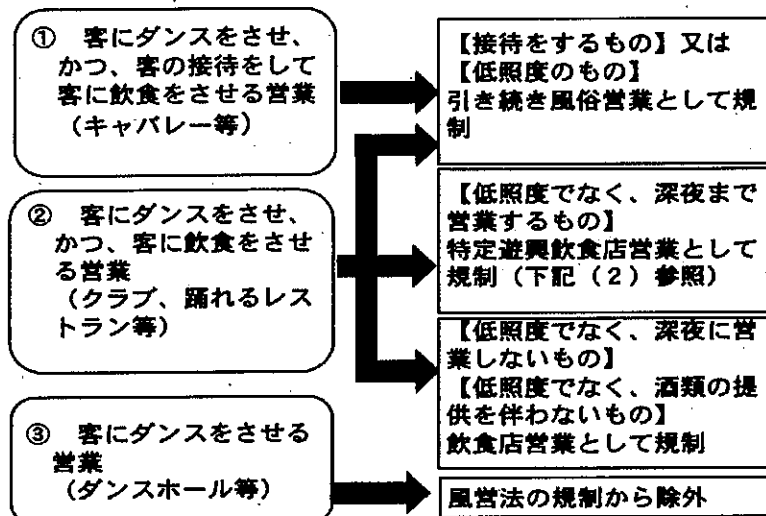 ① 客にダンスをさせ、
かつ、客の接待をして
客に飲食をさせる営業
（キャバレー等）
② 客にダンスをさせ、
かつ、客に飲食をさせ
る営業
（クラブ、踊れるレス
トラン等）
③ 客にダンスをさせる
営業
（ダンスホール等）
【接待をするもの】又は
【低照度のもの】
引き続き風俗営業として規
制
【低照度でなく、深夜まで
営業するもの】
特定遊興飲食店営業として
規制（下記（２）参照）
【低照度でなく、深夜に営
業しないもの】
【低照度でなく、酒類の提
供を伴わないもの】
飲食店営業として規制
風営法の規制から除外